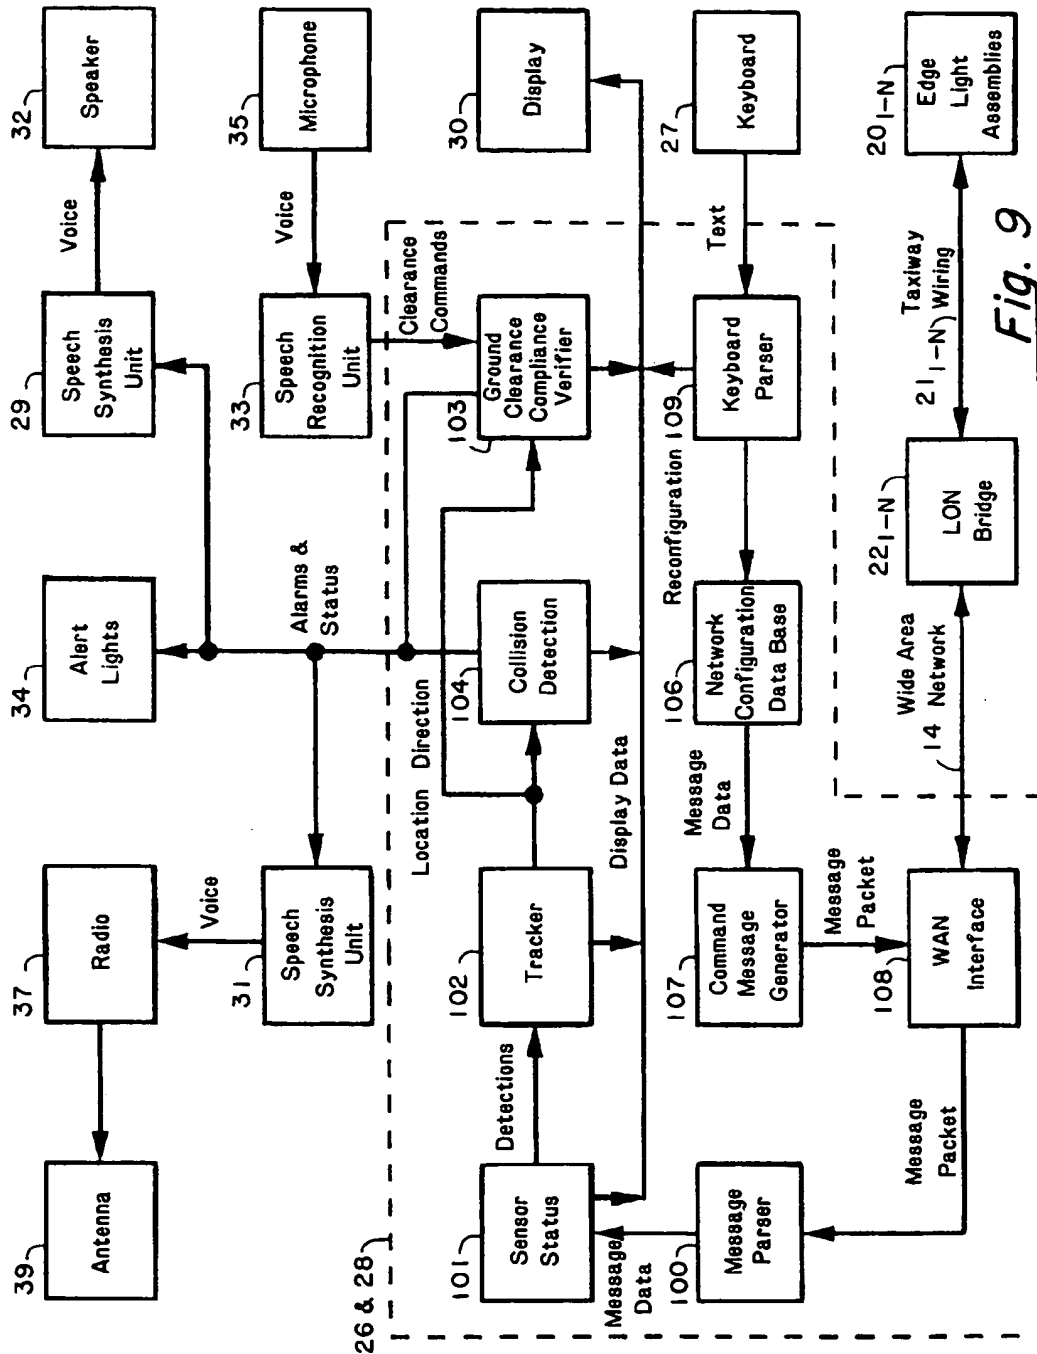 39
Antenna
37
Radio
34
Alert
Lights
29
Speech
Synthesis
Unit
Voice
32
Speaker
Voice
31
Speech
Synthesis
Unit
Alarms &
Status
33
Speech
Recognition
Unit
Voice
35
Microphone
Clearance
Commands
26 & 28
Location
Direction
101
Sensor
Status
Detections
102
Tracker
104
Collision
Detection
103
Ground
Clearance
Compliance
Verifier
30
Display
Display Data
Message
Data
100
Message
Parser
107
Command
Message
Generator
Message
Data
106
Network
Configuration
Data Base
Reconfiguration
109
Keyboard
Parser
Text
27
Keyboard
Message
Packet
Message
Packet
108
WAN
Interface
Wide Area
14 Network
22 1-N
LON
Bridge
Taxiway
21 1-N Wiring
20 1-N
Edge
Light
Assemblies
Fig. 9